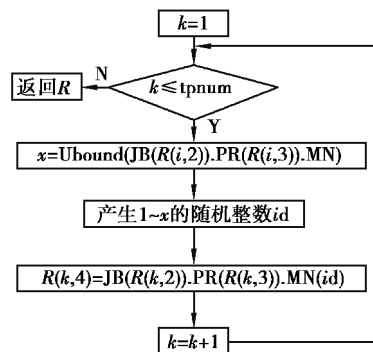 k=1
N
返回R
k≤tpnum
Y
x=Ubound(JB(R(i,2)).PR(R(i,3)).MN)
产生1~x的随机整数id
R(k,4)=JB(R(k,2)).PR(R(k,3)).MN(id)
k=k+1